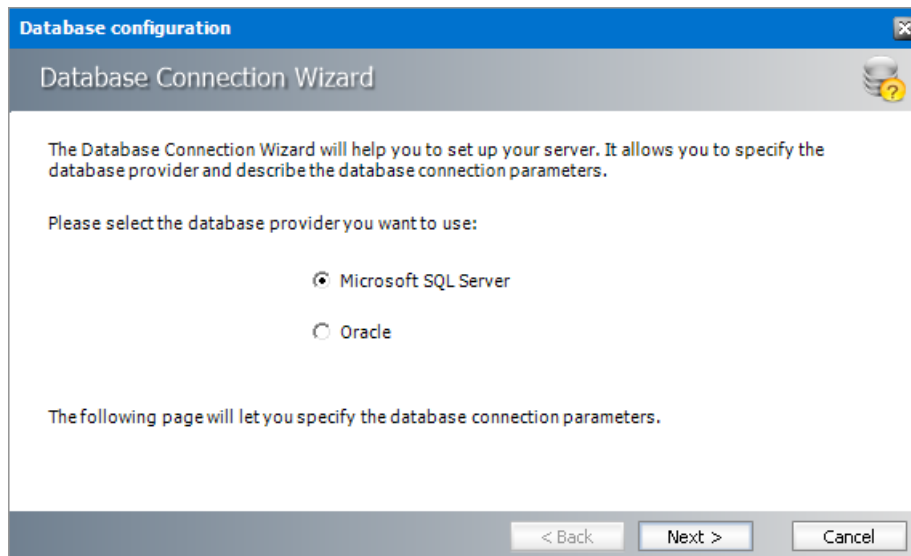 Database configuration
Database Connection Wizard
The Database Connection Wizard will help you to set up your server. It allows you to specify the
database provider and describe the database connection parameters.
Please select the database provider you want to use:
Microsoft SQL Server
Oracle
The following page will let you specify the database connection parameters.
< Back
Next >
Cancel